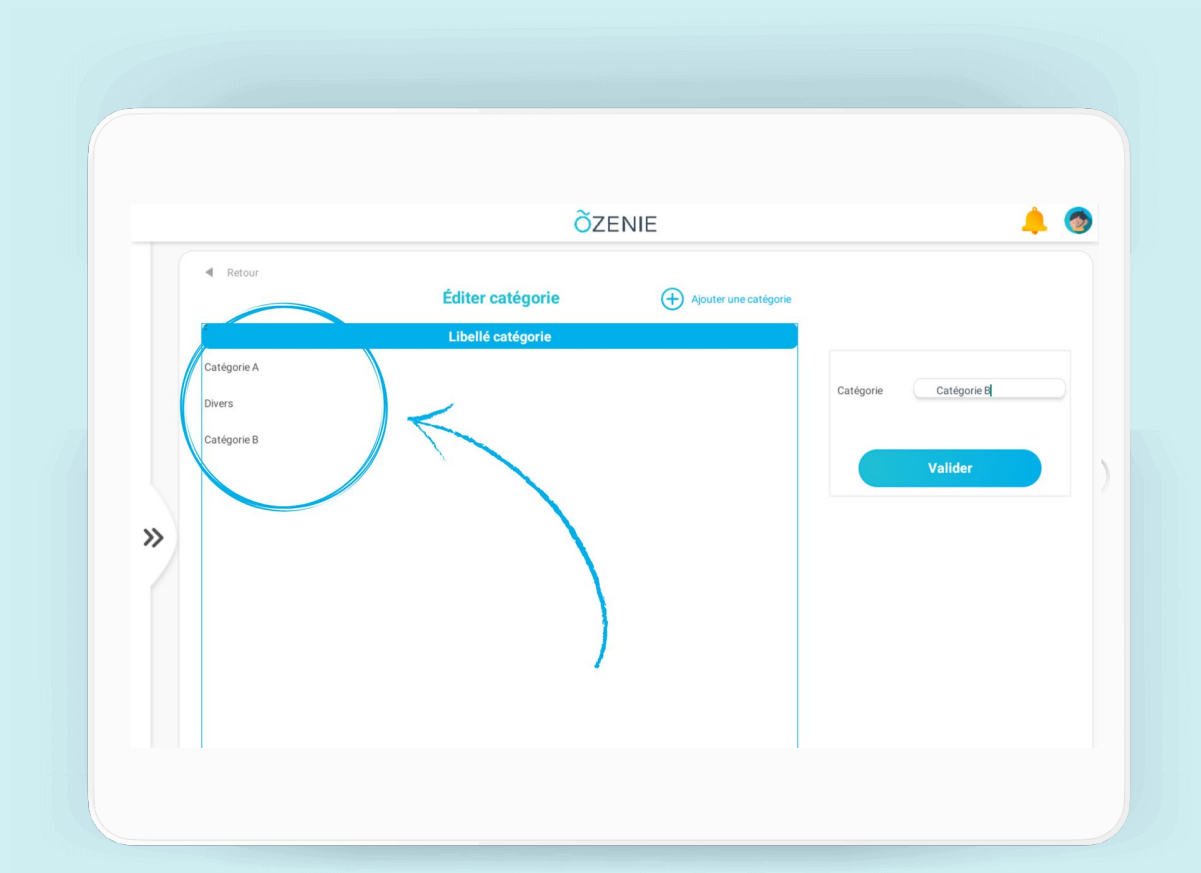 ÕZENIE
Retour
Éditer catégorie
Ajouter une catégorie
Libellé catégorie
Catégorie A
Divers
Catégorie B
Catégorie
Catégorie B
Valider